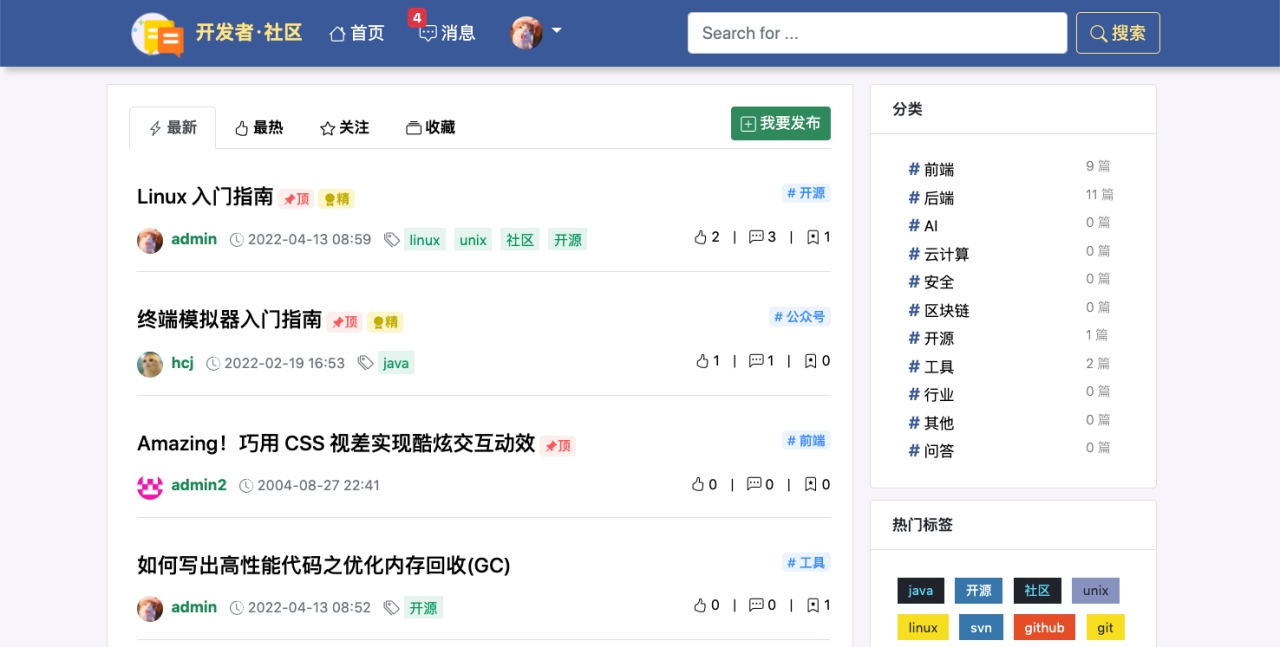 开发者·社区 首页 4 消息 Search for ... 搜索
最新 最热 关注 收藏 我要发布
Linux 入门指南 顶 精 # 开源
admin 2022-04-13 08:59 linux unix 社区 开源 2 | 3 | 1
终端模拟器入门指南 顶 精 # 公众号
hcj 2022-02-19 16:53 java 1 | 1 | 0
Amazing！巧用 CSS 视差实现酷炫交互动效 顶 # 前端
admin2 2004-08-27 22:41 0 | 0 | 0
如何写出高性能代码之优化内存回收(GC) # 工具
admin 2022-04-13 08:52 开源 0 | 0 | 1
分类
# 前端 9 篇
# 后端 11 篇
# AI 0 篇
# 云计算 0 篇
# 安全 0 篇
# 区块链 0 篇
# 开源 1 篇
# 工具 2 篇
# 行业 0 篇
# 其他 0 篇
# 问答 0 篇
热门标签
java 开源 社区 unix
linux svn github git